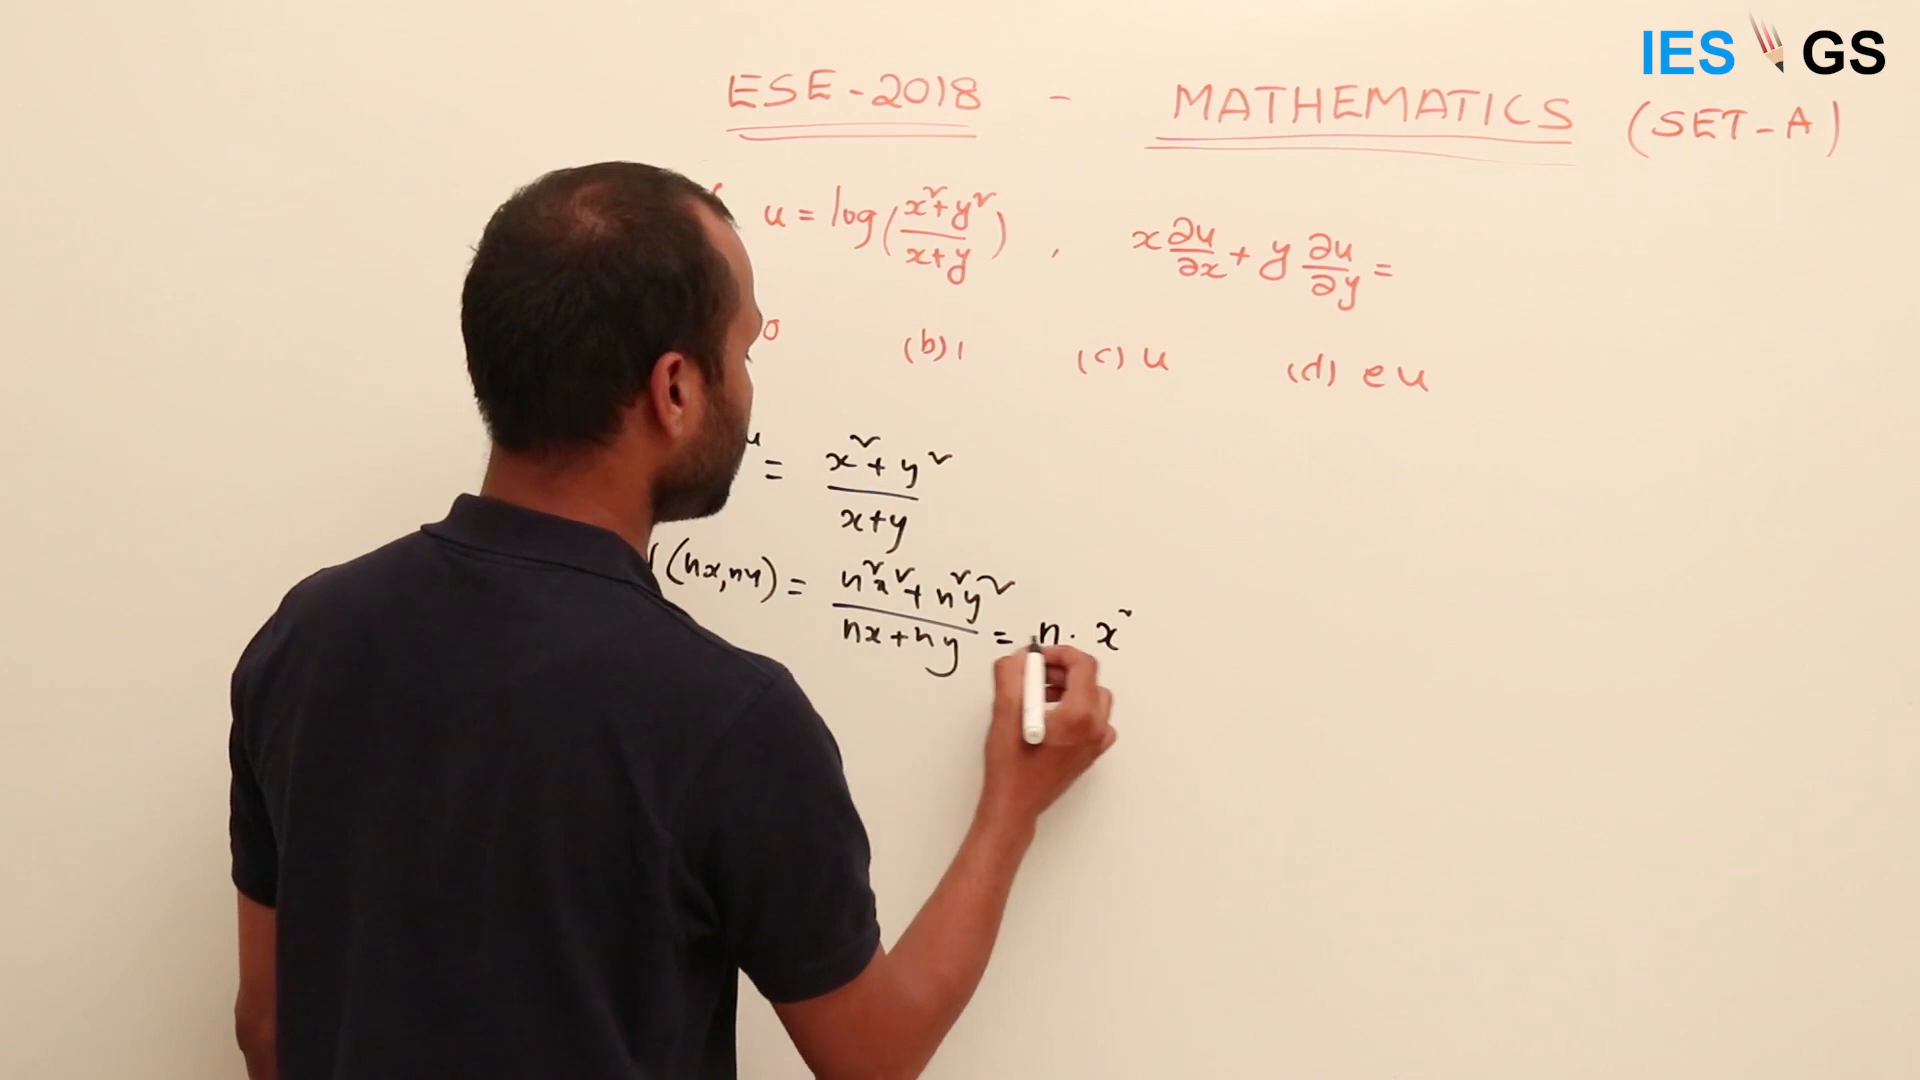 IES GS
ESE-2018 - MATHEMATICS (SET-A)
u = log(x²+y²/x+y) , x ∂u/∂x + y ∂u/∂y =
0 (b) 1 (c) u (d) e u
u = x²+y²/x+y
(nx,ny) = n²x²+n²y²/nx+ny = n. x²